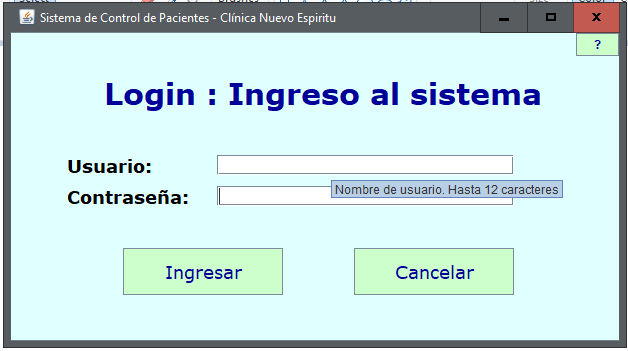 Sistema de Control de Pacientes - Clínica Nuevo Espiritu
?
Login : Ingreso al sistema
Usuario:
Nombre de usuario. Hasta 12 caracteres
Contraseña:
Ingresar
Cancelar